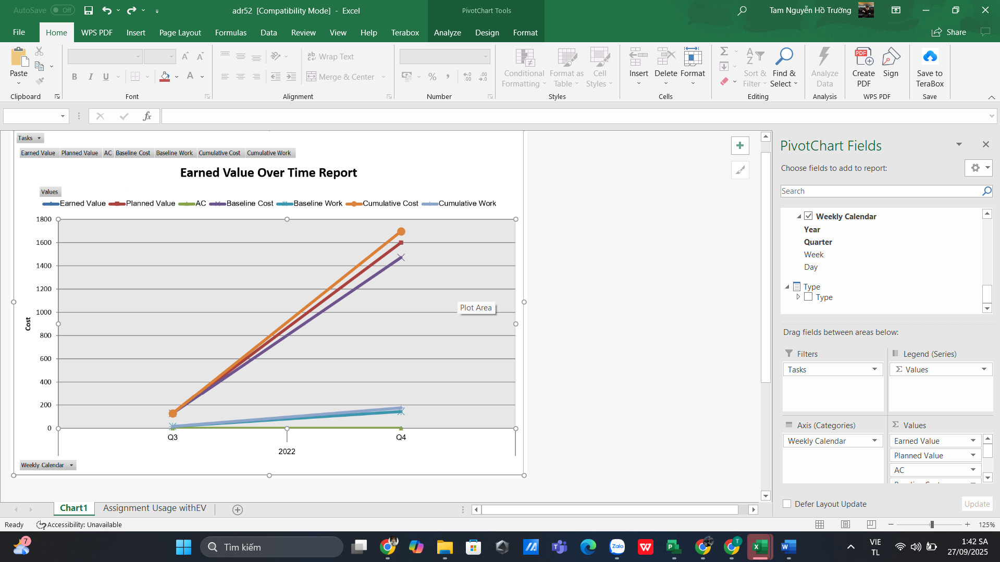 AutoSave Off adr52 [Compatibility Mode] - Excel PivotChart Tools Tam Nguyễn Hồ Trường
File Home WPS PDF Insert Page Layout Formulas Data Review View Help Terabox Analyze Design Format Share
Paste
Wrap Text
Merge & Center
Conditional Formatting
Format as Table
Cell Styles
Insert Delete Format
Sort & Filter
Find & Select
Analyze Data
Create PDF
Sign
Save to TeraBox
Clipboard Font Alignment Number Styles Cells Editing Analysis WPS PDF Save
fx
Tasks
Earned Value Planned Value AC Baseline Cost Baseline Work Cumulative Cost Cumulative Work
Earned Value Over Time Report
Values
Earned Value Planned Value AC Baseline Cost Baseline Work Cumulative Cost Cumulative Work
1800
1600
1400
1200
1000
800
600
400
200
0
Cost
Plot Area
Q3 Q4
2022
Weekly Calendar
PivotChart Fields
Choose fields to add to report:
Search
Weekly Calendar
Year
Quarter
Week
Day
Type
Type
Drag fields between areas below:
Filters
Tasks
Legend (Series)
Σ Values
Axis (Categories)
Weekly Calendar
Σ Values
Earned Value
Planned Value
AC
Defer Layout Update Update
Chart1 Assignment Usage withEV
Ready Accessibility: Unavailable 125%
7 Tìm kiếm Zalo VIE 1:42 SA
TL 27/09/2025